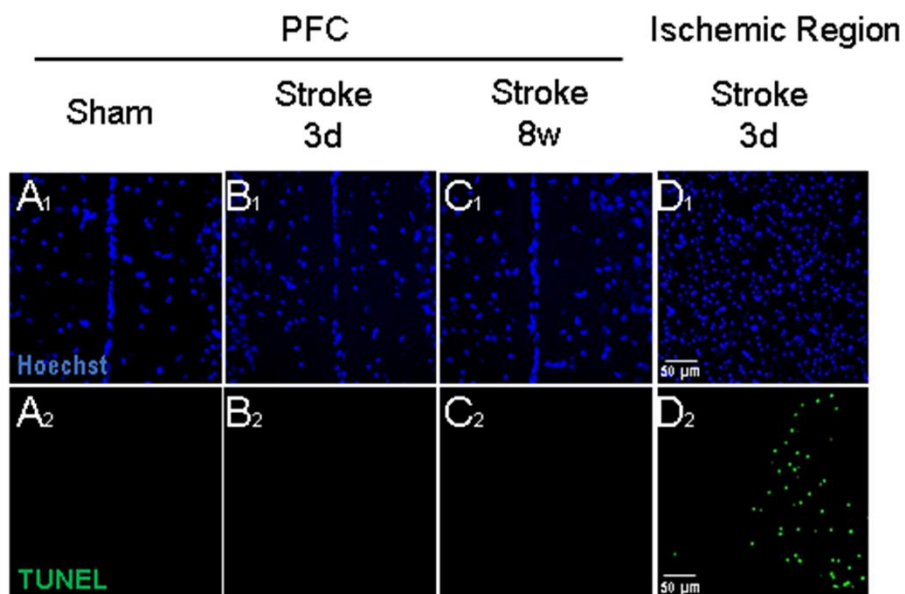 PFC
Ischemic Region
Sham
Stroke
3d
Stroke
8w
Stroke
3d
A1
B1
C1
D1
Hoechst
50 µm
A2
B2
C2
D2
TUNEL
50 µm